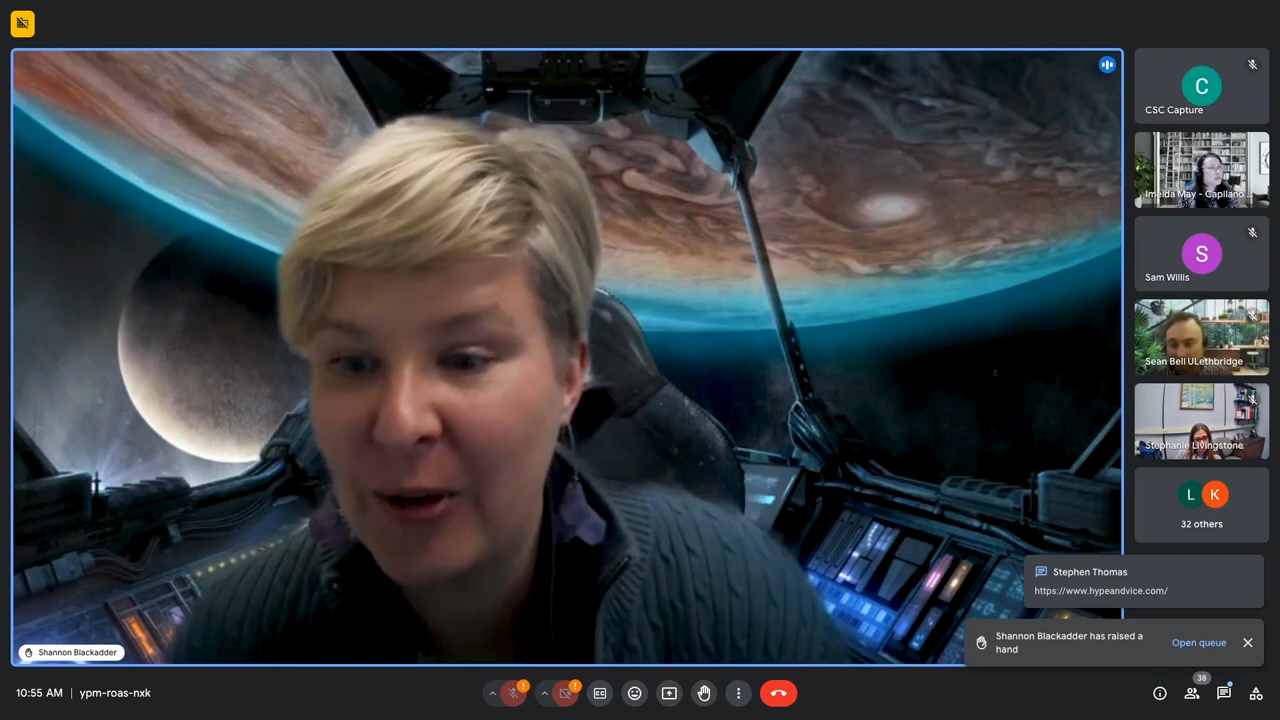 C
CSC Capture
Imelda May - Capilano ...
S
Sam Willis
Sean Bell ULethbridge
Stephanie Livingstone
L K
32 others
Stephen Thomas
https://www.hypeandvice.com/
Shannon Blackadder has raised a
hand
Open queue
Shannon Blackadder
10:55 AM | ypm-roas-nxk
38